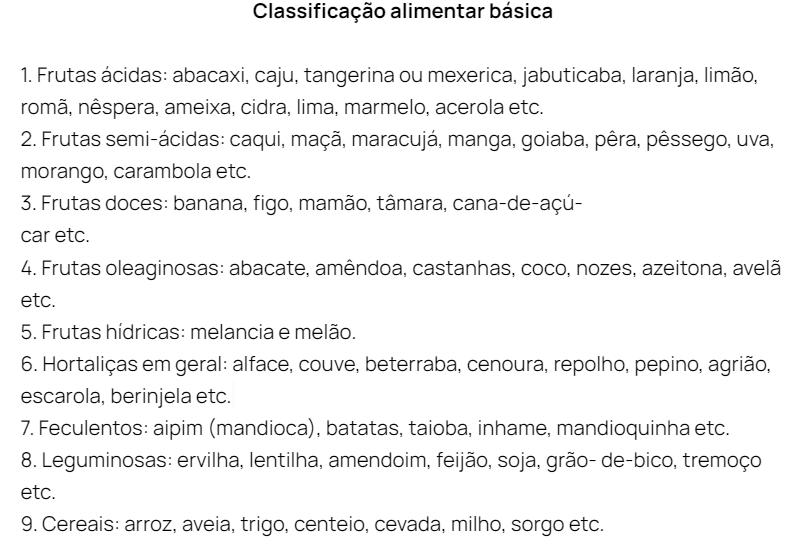 Classificação alimentar básica
1. Frutas ácidas: abacaxi, caju, tangerina ou mexerica, jabuticaba, laranja, limão,
romã, nêspera, ameixa, cidra, lima, marmelo, acerola etc.
2. Frutas semi-ácidas: caqui, maçã, maracujá, manga, goiaba, pêra, pêssego, uva,
morango, carambola etc.
3. Frutas doces: banana, figo, mamão, tâmara, cana-de-açú-
car etc.
4. Frutas oleaginosas: abacate, amêndoa, castanhas, coco, nozes, azeitona, avelã
etc.
5. Frutas hídricas: melancia e melão.
6. Hortaliças em geral: alface, couve, beterraba, cenoura, repolho, pepino, agrião,
escarola, berinjela etc.
7. Feculentos: aipim (mandioca), batatas, taioba, inhame, mandioquinha etc.
8. Leguminosas: ervilha, lentilha, amendoim, feijão, soja, grão- de-bico, tremoço
etc.
9. Cereais: arroz, aveia, trigo, centeio, cevada, milho, sorgo etc.